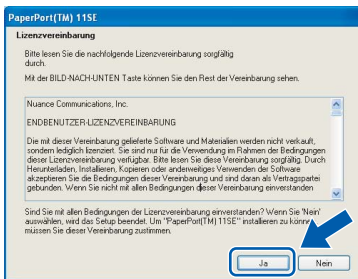 PaperPort(TM) 11SE
Lizenzvereinbarung
Bitte lesen Sie die nachfolgende Lizenzvereinbarung sorgfältig
durch.
Mit der BILD-NACH-UNTEN Taste können Sie den Rest der Vereinbarung sehen.
Nuance Communications, Inc.
ENDBENUTZER-LIZENZVEREINBARUNG
Die mit dieser Vereinbarung gelieferte Software und Materialien werden nicht verkauft,
sondern lediglich lizenziert. Sie sind nur für die Verwendung im Rahmen der Bedingungen
dieser Lizenzvereinbarung verfügbar. Bitte lesen Sie diese Vereinbarung sorgfältig. Durch
Herunterladen, Installieren, Kopieren oder anderweitiges Verwenden der Software
akzeptieren Sie die Bedingungen dieser Vereinbarung und sind daran als Vertragspartei
gebunden. Wenn Sie nicht mit allen Bedingungen dieser Vereinbarung einverstanden
Sind Sie mit allen Bedingungen der Lizenzvereinbarung einverstanden? Wenn Sie 'Nein'
auswählen, wird das Setup beendet. Um "PaperPort(TM) 11SE" installieren zu können,
müssen Sie dieser Vereinbarung zustimmen.
Ja
Nein